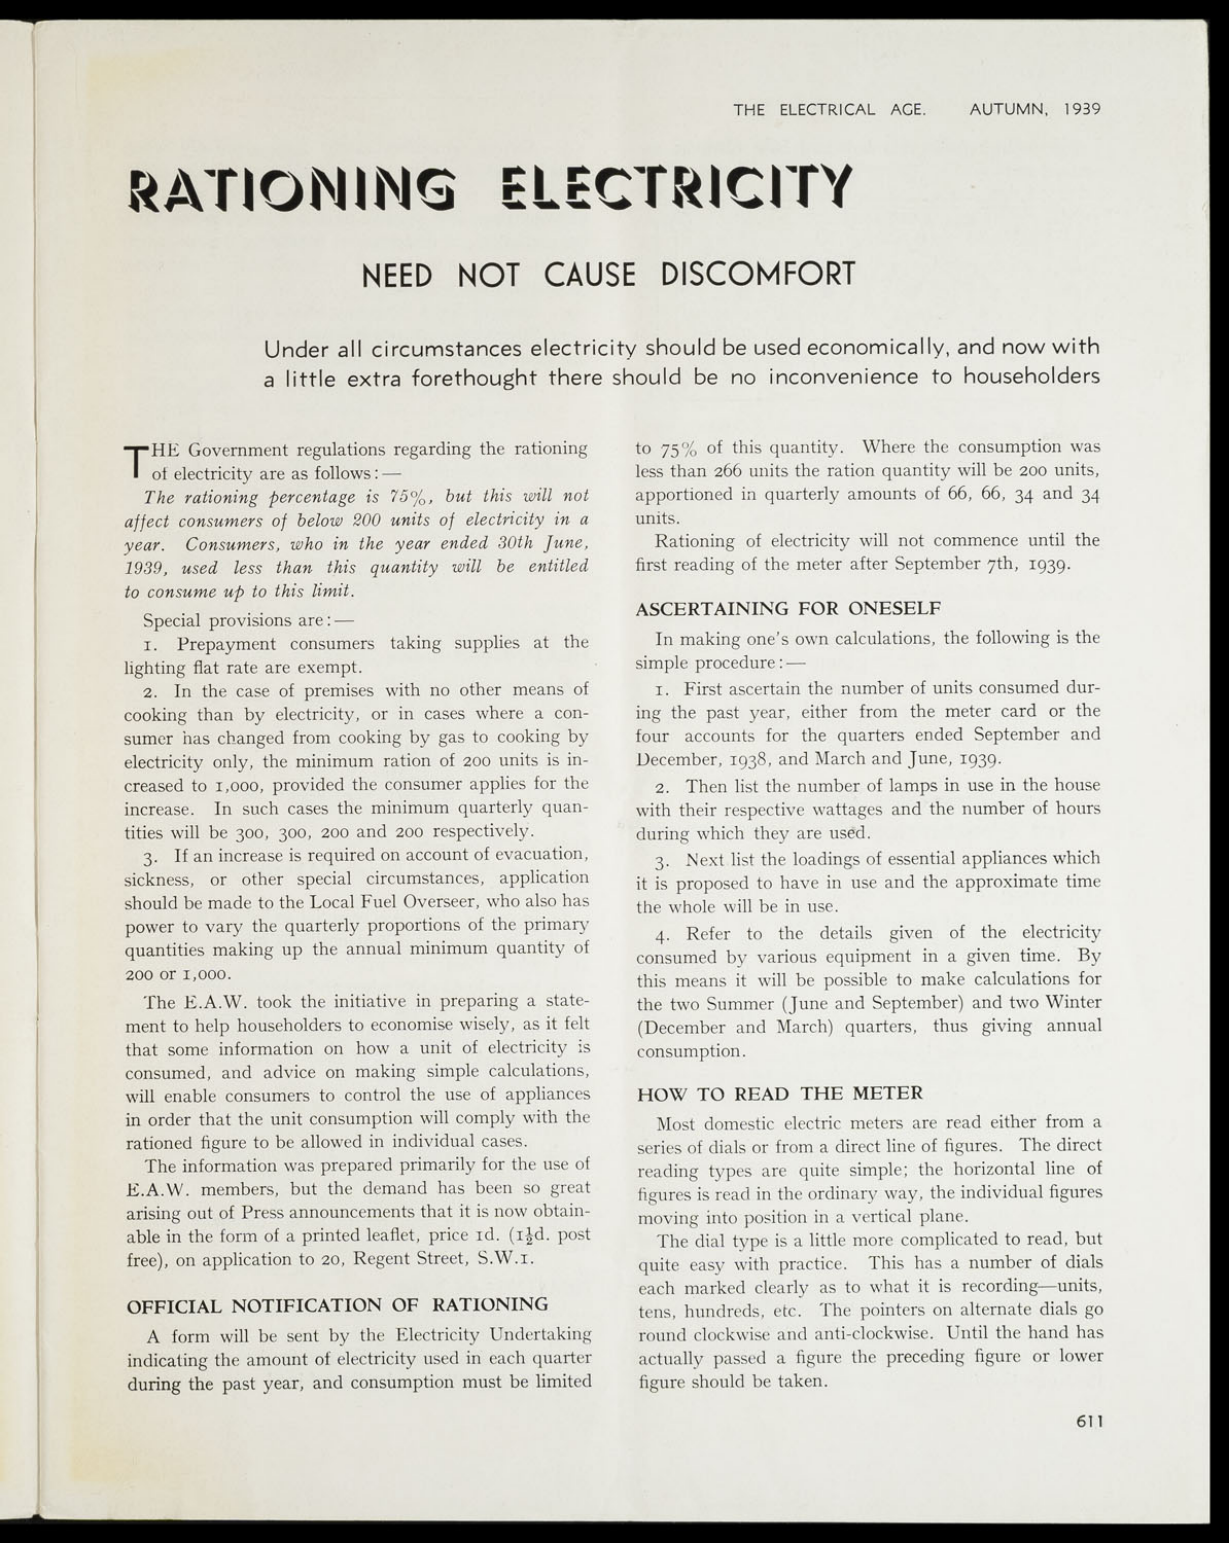 THE ELECTRICAL AGE. AUTUMN, 1939
RATIONING ELECTRICITY
NEED NOT CAUSE DISCOMFORT
Under all circumstances electricity should be used economically, and now with
a little extra forethought there should be no inconvenience to householders
THE Government regulations regarding the rationing
of electricity are as follows:—
The rationing percentage is 75%, but this will not
affect consumers of below 200 units of electricity in a
year. Consumers, who in the year ended 30th June,
1939, used less than this quantity will be entitled
to consume up to this limit.
Special provisions are:—
1. Prepayment consumers taking supplies at the
lighting flat rate are exempt.
2. In the case of premises with no other means of
cooking than by electricity, or in cases where a con-
sumer has changed from cooking by gas to cooking by
electricity only, the minimum ration of 200 units is in-
creased to 1,000, provided the consumer applies for the
increase. In such cases the minimum quarterly quan-
tities will be 300, 300, 200 and 200 respectively.
3. If an increase is required on account of evacuation,
sickness, or other special circumstances, application
should be made to the Local Fuel Overseer, who also has
power to vary the quarterly proportions of the primary
quantities making up the annual minimum quantity of
200 or 1,000.
The E.A.W. took the initiative in preparing a state-
ment to help householders to economise wisely, as it felt
that some information on how a unit of electricity is
consumed, and advice on making simple calculations,
will enable consumers to control the use of appliances
in order that the unit consumption will comply with the
rationed figure to be allowed in individual cases.
The information was prepared primarily for the use of
E.A.W. members, but the demand has been so great
arising out of Press announcements that it is now obtain-
able in the form of a printed leaflet, price 1d. (1½d. post
free), on application to 20, Regent Street, S.W.1.
OFFICIAL NOTIFICATION OF RATIONING
A form will be sent by the Electricity Undertaking
indicating the amount of electricity used in each quarter
during the past year, and consumption must be limited
to 75% of this quantity. Where the consumption was
less than 266 units the ration quantity will be 200 units,
apportioned in quarterly amounts of 66, 66, 34 and 34
units.
Rationing of electricity will not commence until the
first reading of the meter after September 7th, 1939.
ASCERTAINING FOR ONESELF
In making one's own calculations, the following is the
simple procedure:—
1. First ascertain the number of units consumed dur-
ing the past year, either from the meter card or the
four accounts for the quarters ended September and
December, 1938, and March and June, 1939.
2. Then list the number of lamps in use in the house
with their respective wattages and the number of hours
during which they are used.
3. Next list the loadings of essential appliances which
it is proposed to have in use and the approximate time
the whole will be in use.
4. Refer to the details given of the electricity
consumed by various equipment in a given time. By
this means it will be possible to make calculations for
the two Summer (June and September) and two Winter
(December and March) quarters, thus giving annual
consumption.
HOW TO READ THE METER
Most domestic electric meters are read either from a
series of dials or from a direct line of figures. The direct
reading types are quite simple; the horizontal line of
figures is read in the ordinary way, the individual figures
moving into position in a vertical plane.
The dial type is a little more complicated to read, but
quite easy with practice. This has a number of dials
each marked clearly as to what it is recording—units,
tens, hundreds, etc. The pointers on alternate dials go
round clockwise and anti-clockwise. Until the hand has
actually passed a figure the preceding figure or lower
figure should be taken.
611